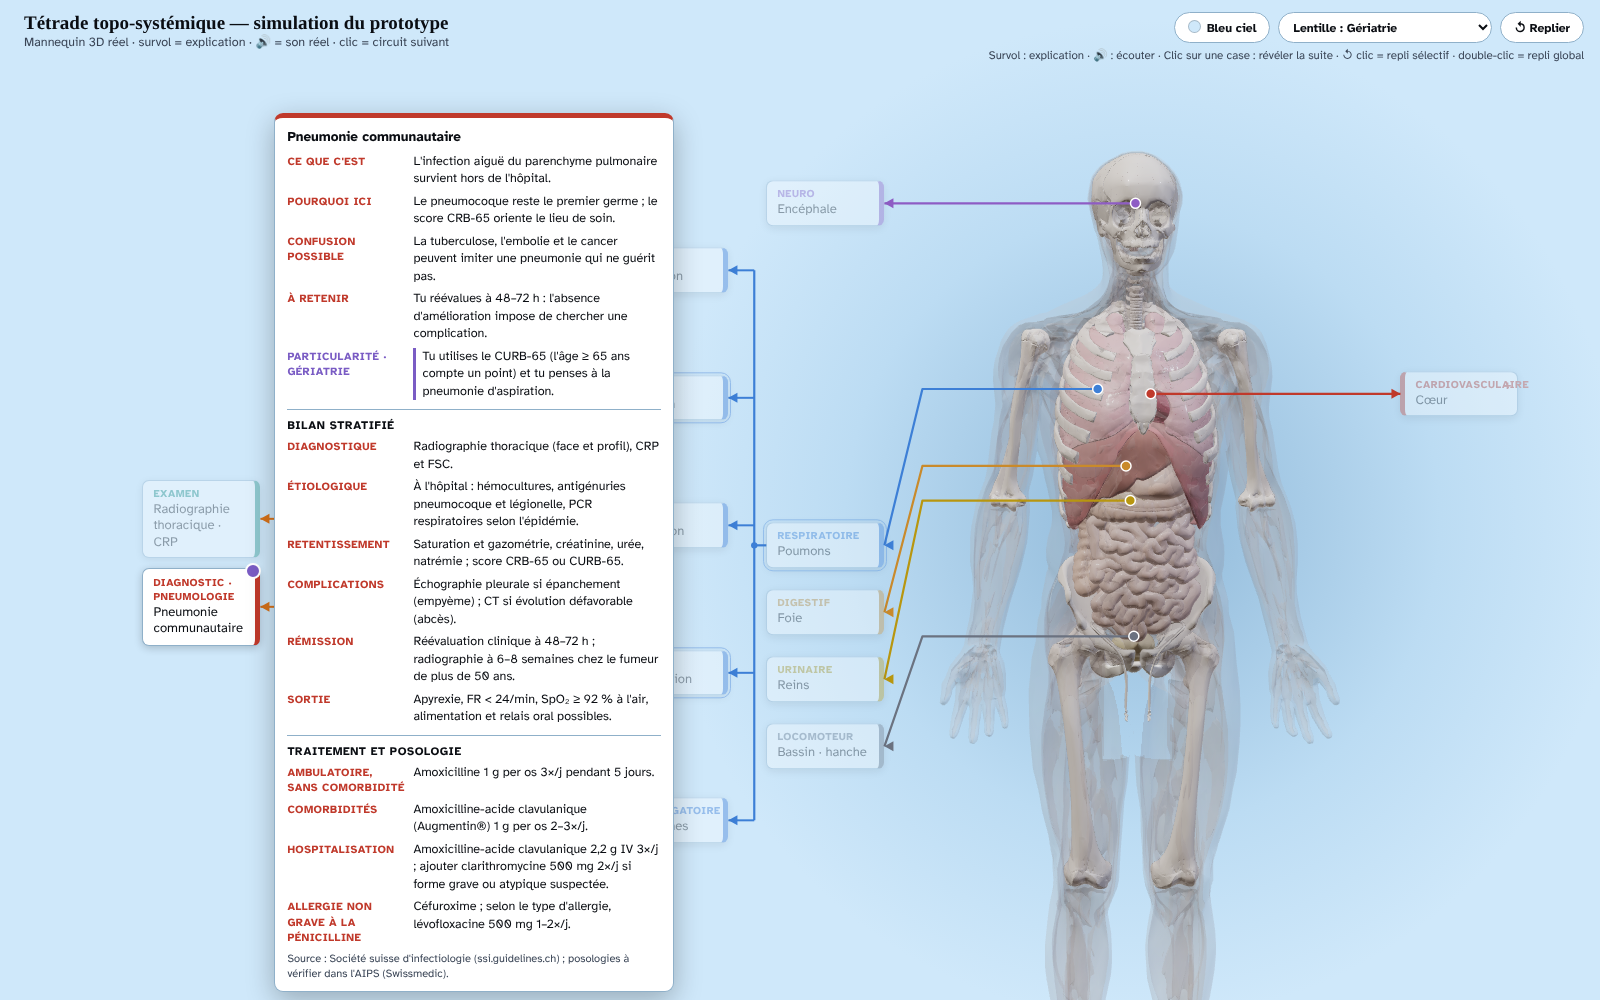 Tétrade topo-systémique — simulation du prototype
Mannequin 3D réel · survol = explication · 🔊 = son réel · clic = circuit suivant
Bleu ciel
Lentille : Gériatrie
↺ Replier
Survol : explication · 🔊 : écouter · Clic sur une case : révéler la suite · ↺ clic = repli sélectif · double-clic = repli global
Pneumonie communautaire
CE QUE C'EST
L'infection aiguë du parenchyme pulmonaire
survient hors de l'hôpital.
POURQUOI ICI
Le pneumocoque reste le premier germe ; le
score CRB-65 oriente le lieu de soin.
CONFUSION
POSSIBLE
La tuberculose, l'embolie et le cancer
peuvent imiter une pneumonie qui ne guérit
pas.
À RETENIR
Tu réévalues à 48–72 h : l'absence
d'amélioration impose de chercher une
complication.
PARTICULARITÉ ·
GÉRIATRIE
Tu utilises le CURB-65 (l'âge ≥ 65 ans
compte un point) et tu penses à la
pneumonie d'aspiration.
BILAN STRATIFIÉ
DIAGNOSTIQUE
Radiographie thoracique (face et profil), CRP
et FSC.
ÉTIOLOGIQUE
À l'hôpital : hémocultures, antigénuries
pneumocoque et légionelle, PCR
respiratoires selon l'épidémie.
RETENTISSEMENT
Saturation et gazométrie, créatinine, urée,
natrémie ; score CRB-65 ou CURB-65.
COMPLICATIONS
Échographie pleurale si épanchement
(empyème) ; CT si évolution défavorable
(abcès).
RÉMISSION
Réévaluation clinique à 48–72 h ;
radiographie à 6–8 semaines chez le fumeur
de plus de 50 ans.
SORTIE
Apyrexie, FR < 24/min, SpO₂ ≥ 92 % à l'air,
alimentation et relais oral possibles.
TRAITEMENT ET POSOLOGIE
AMBULATOIRE,
SANS COMORBIDITÉ
Amoxicilline 1 g per os 3×/j pendant 5 jours.
COMORBIDITÉS
Amoxicilline-acide clavulanique
(Augmentin®) 1 g per os 2–3×/j.
HOSPITALISATION
Amoxicilline-acide clavulanique 2,2 g IV 3×/j
; ajouter clarithromycine 500 mg 2×/j si
forme grave ou atypique suspectée.
ALLERGIE NON
GRAVE À LA
PÉNICILLINE
Céfuroxime ; selon le type d'allergie,
lévofloxacine 500 mg 1–2×/j.
Source : Société suisse d'infectiologie (ssi.guidelines.ch) ; posologies à
vérifier dans l'AIPS (Swissmedic).
EXAMEN
Radiographie
thoracique ·
CRP
DIAGNOSTIC ·
PNEUMOLOGIE
Pneumonie
communautaire
NEURO
Encéphale
RESPIRATOIRE
Poumons
DIGESTIF
Foie
URINAIRE
Reins
LOCOMOTEUR
Bassin · hanche
CARDIOVASCULAIRE
Cœur